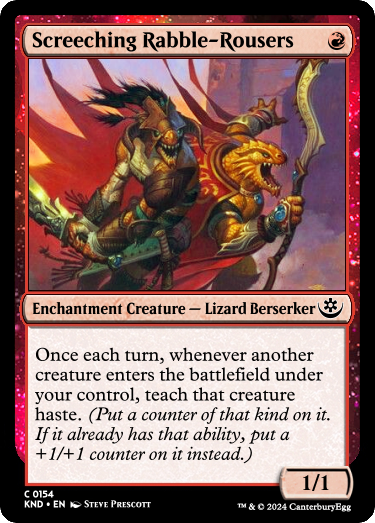 Screeching Rabble-Rousers
Enchantment Creature — Lizard Berserker
Once each turn, whenever another
creature enters the battlefield under
your control, teach that creature
haste. (Put a counter of that kind on it.
If it already has that ability, put a
+1/+1 counter on it instead.)
1/1
C 0154
KND • EN Steve Prescott
™ & © 2024 CanterburyEgg